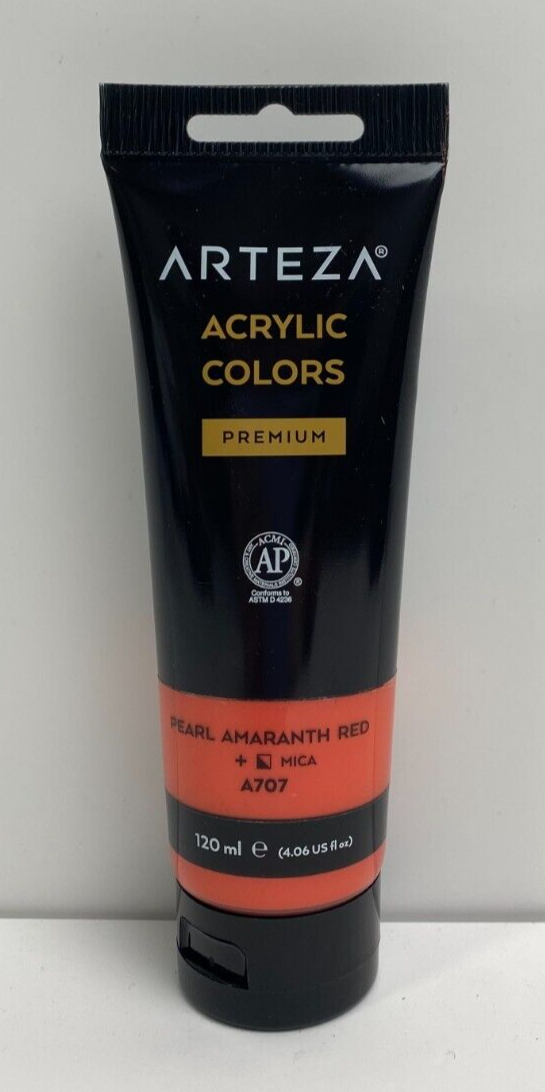 ARTEZA®
ACRYLIC
COLORS
PREMIUM
ACMI
AP
®
Conforms to
ASTM D 4236
PEARL AMARANTH RED
+ MICA
A707
120 ml ℮ (4.06 US fl oz)